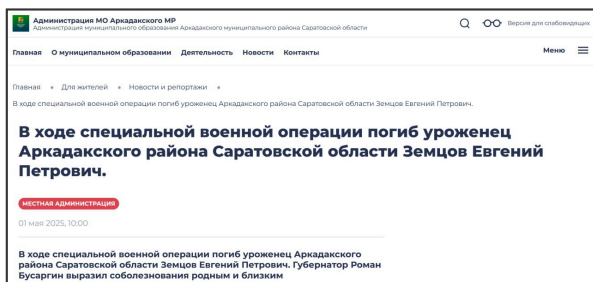 Администрация МО Аркадакского МР
Администрация муниципального образования Аркадакского муниципального района Саратовской области
Версия для слабовидящих
Главная О муниципальном образовании Деятельность Новости Контакты
Меню
Главная • Для жителей • Новости и репортажи •
В ходе специальной военной операции погиб уроженец Аркадакского района Саратовской области Земцов Евгений Петрович.
В ходе специальной военной операции погиб уроженец
Аркадакского района Саратовской области Земцов Евгений
Петрович.
МЕСТНАЯ АДМИНИСТРАЦИЯ
01 мая 2025, 10:00
В ходе специальной военной операции погиб уроженец Аркадакского
района Саратовской области Земцов Евгений Петрович. Губернатор Роман
Бусаргин выразил соболезнования родным и близким